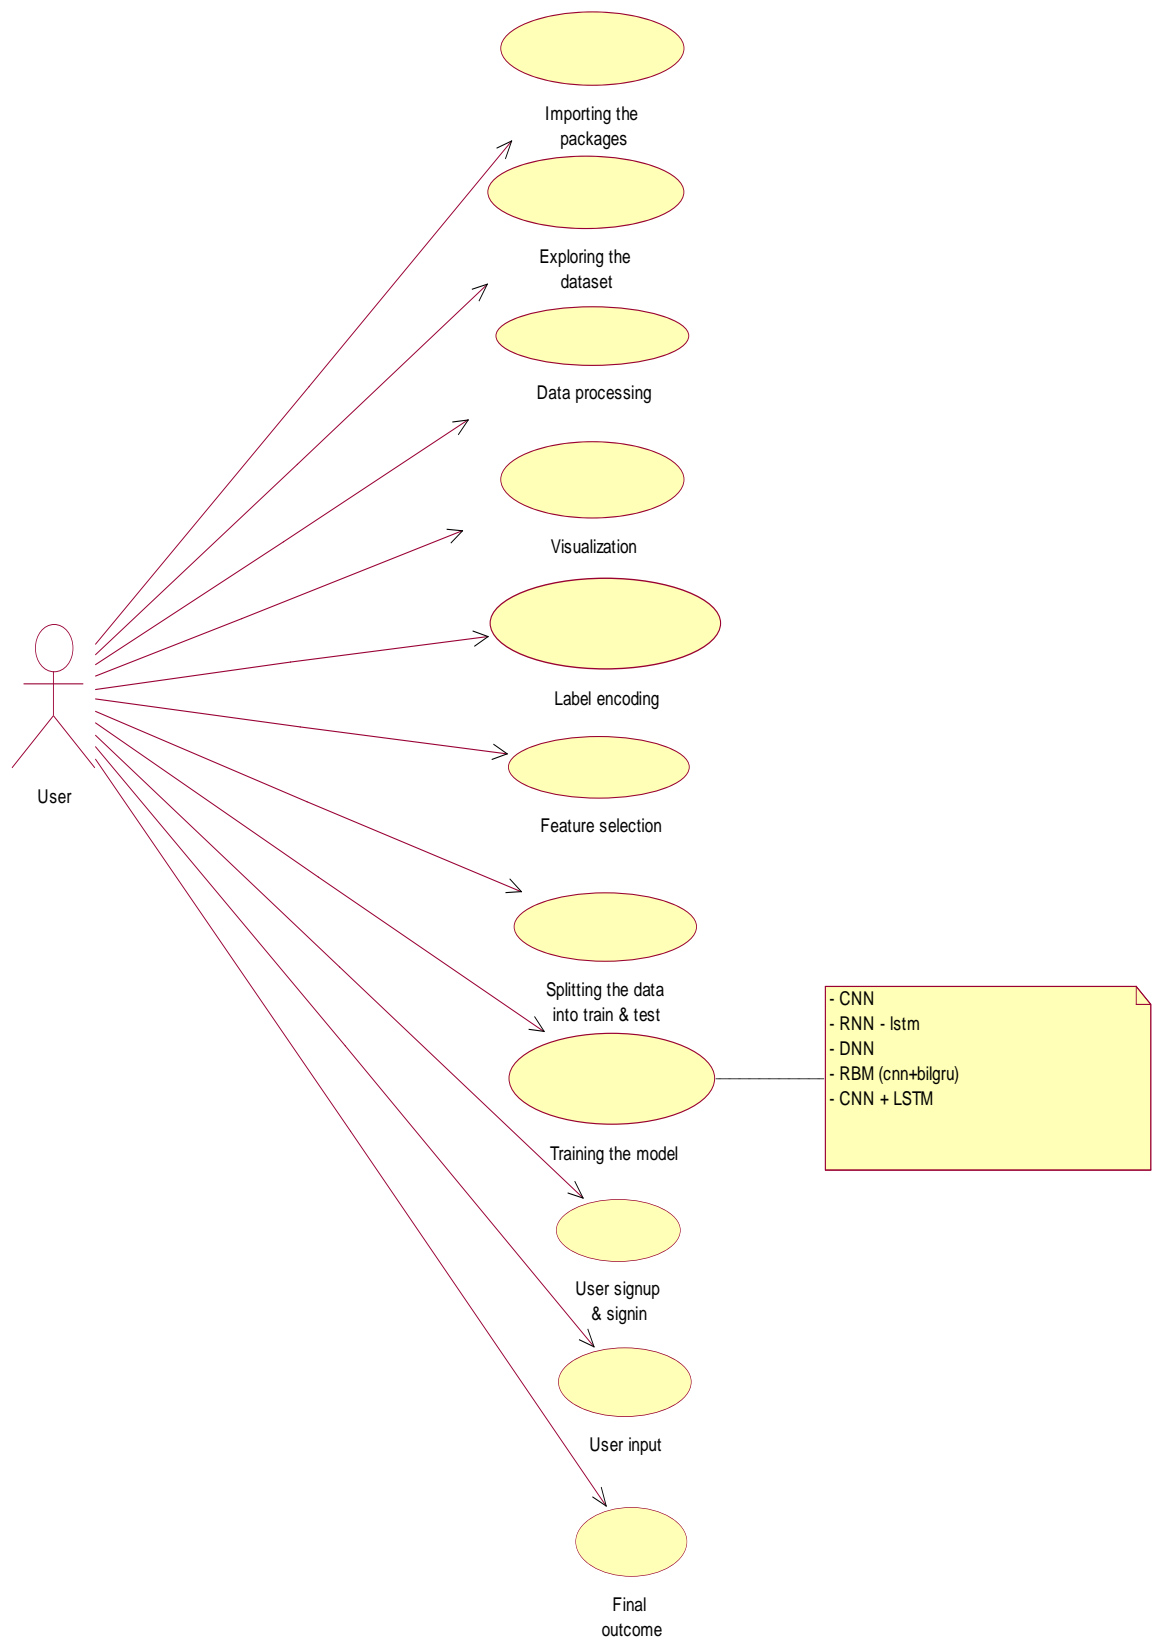 Importing the
packages
Exploring the
dataset
Data processing
Visualization
Label encoding
User
Feature selection
Splitting the data
into train & test
- CNN
- RNN - lstm
- DNN
- RBM (cnn+bilgru)
- CNN + LSTM
Training the model
User signup
& signin
User input
Final
outcome